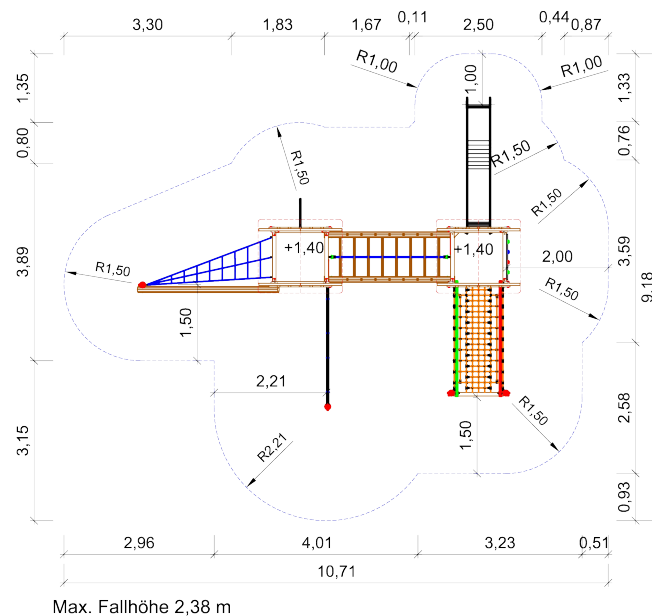 0,11
0,44
3,30
1,83
1,67
2,50
0,87
1,35
R1,00
1,00
R1,00
1,33
0,80
R1,50
R1,50
0,76
R1,50
+1,40
+1,40
3,89
R1,50
2,00
3,59
9,18
R1,50
1,50
2,21
R1,50
2,58
1,50
3,15
R2,21
0,93
2,96
4,01
3,23
0,51
10,71
Max. Fallhöhe 2,38 m